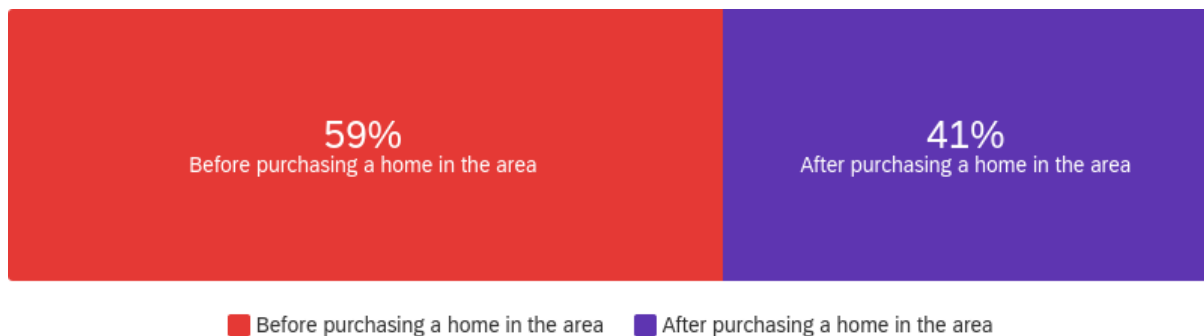 59%
Before purchasing a home in the area
41%
After purchasing a home in the area
Before purchasing a home in the area
After purchasing a home in the area